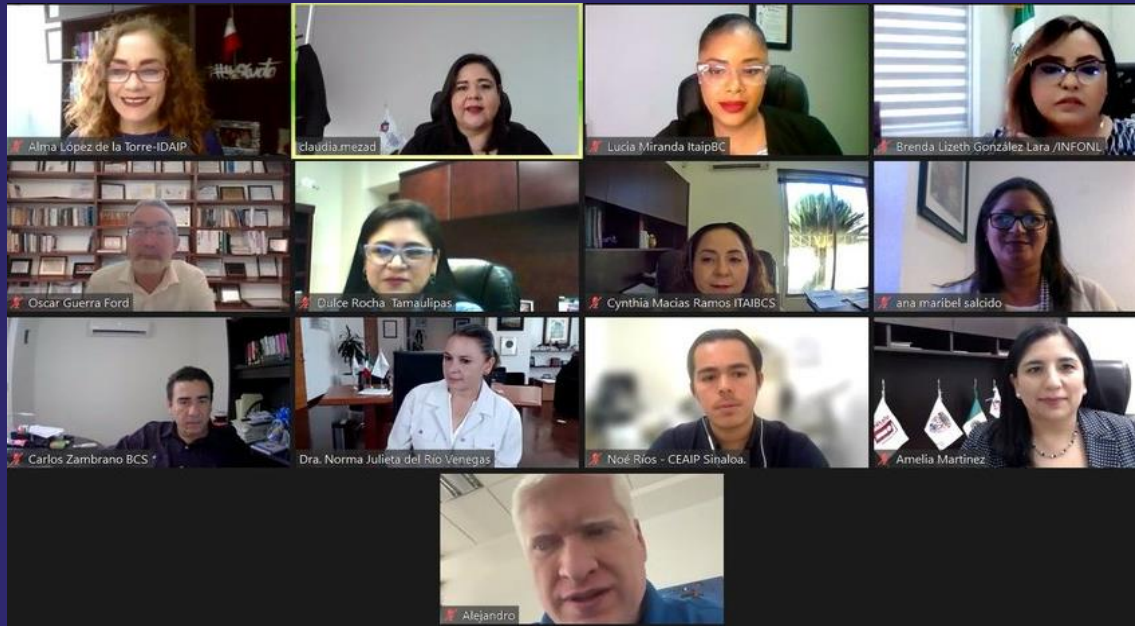 Alma López de la Torre-IDAIP
claudia.mezad
Lucia Miranda ItaipBC
Brenda Lizeth González Lara /INFONL
Oscar Guerra Ford
Dulce Rocha Tamaulipas
Cynthia Macias Ramos ITAIBCS
ana maribel salcido
Carlos Zambrano BCS *
Dra. Norma Julieta del Río Venegas
Noé Ríos - CEAIP Sinaloa.
Amelia Martinez
Alejandro